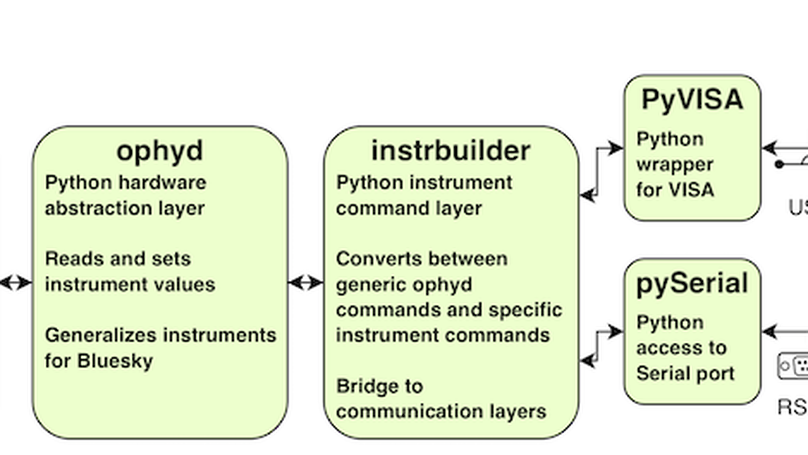 ophyd
Python hardware
abstraction layer
Reads and sets
instrument values
Generalizes instruments
for Bluesky
instrbuilder
Python instrument
command layer
Converts between
generic ophyd
commands and specific
instrument commands
Bridge to
communication layers
PyVISA
Python
wrapper
for VISA
pySerial
Python
access to
Serial port
US
RS